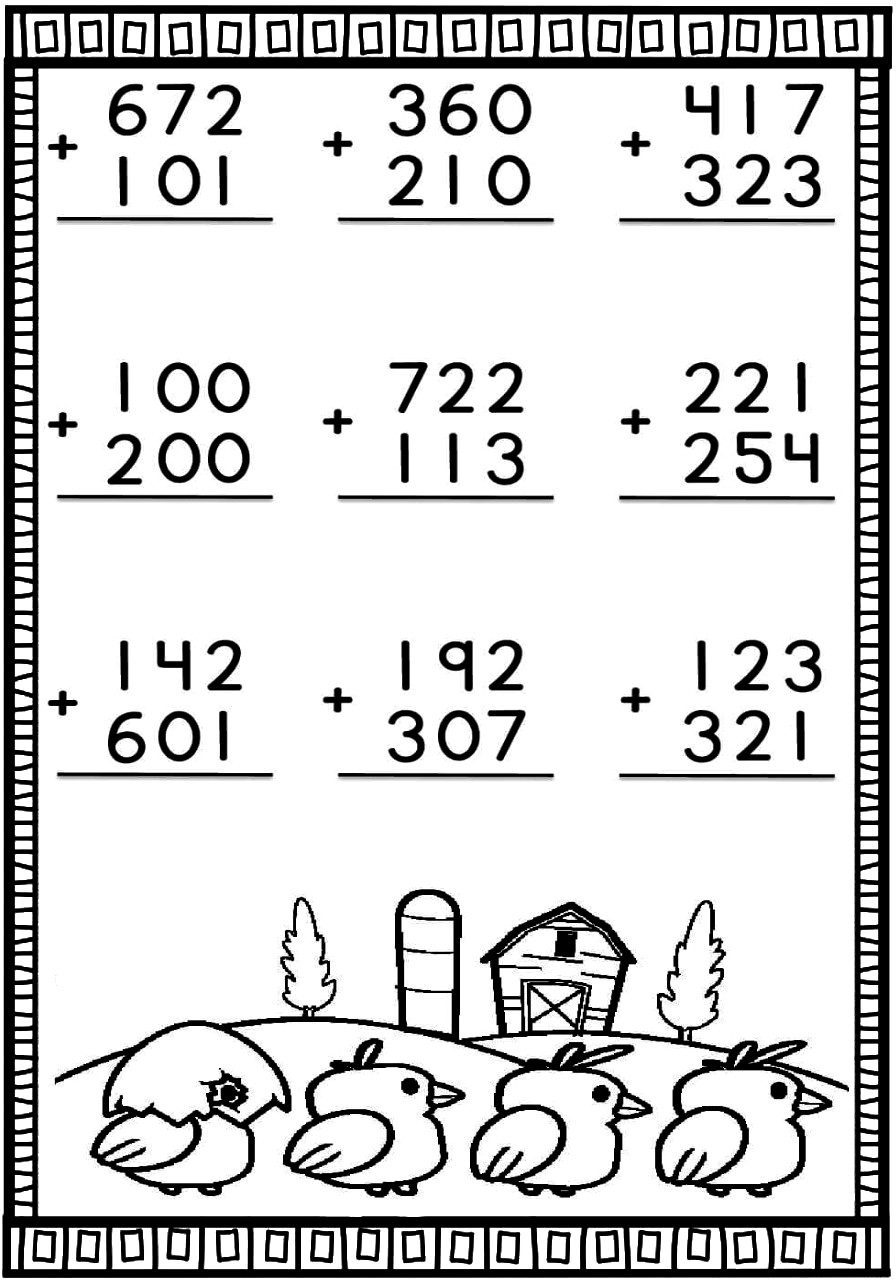 672 360 417
+ + +
101 210 323
100 722 221
+ + +
200 113 254
142 192 123
+ + +
601 307 321